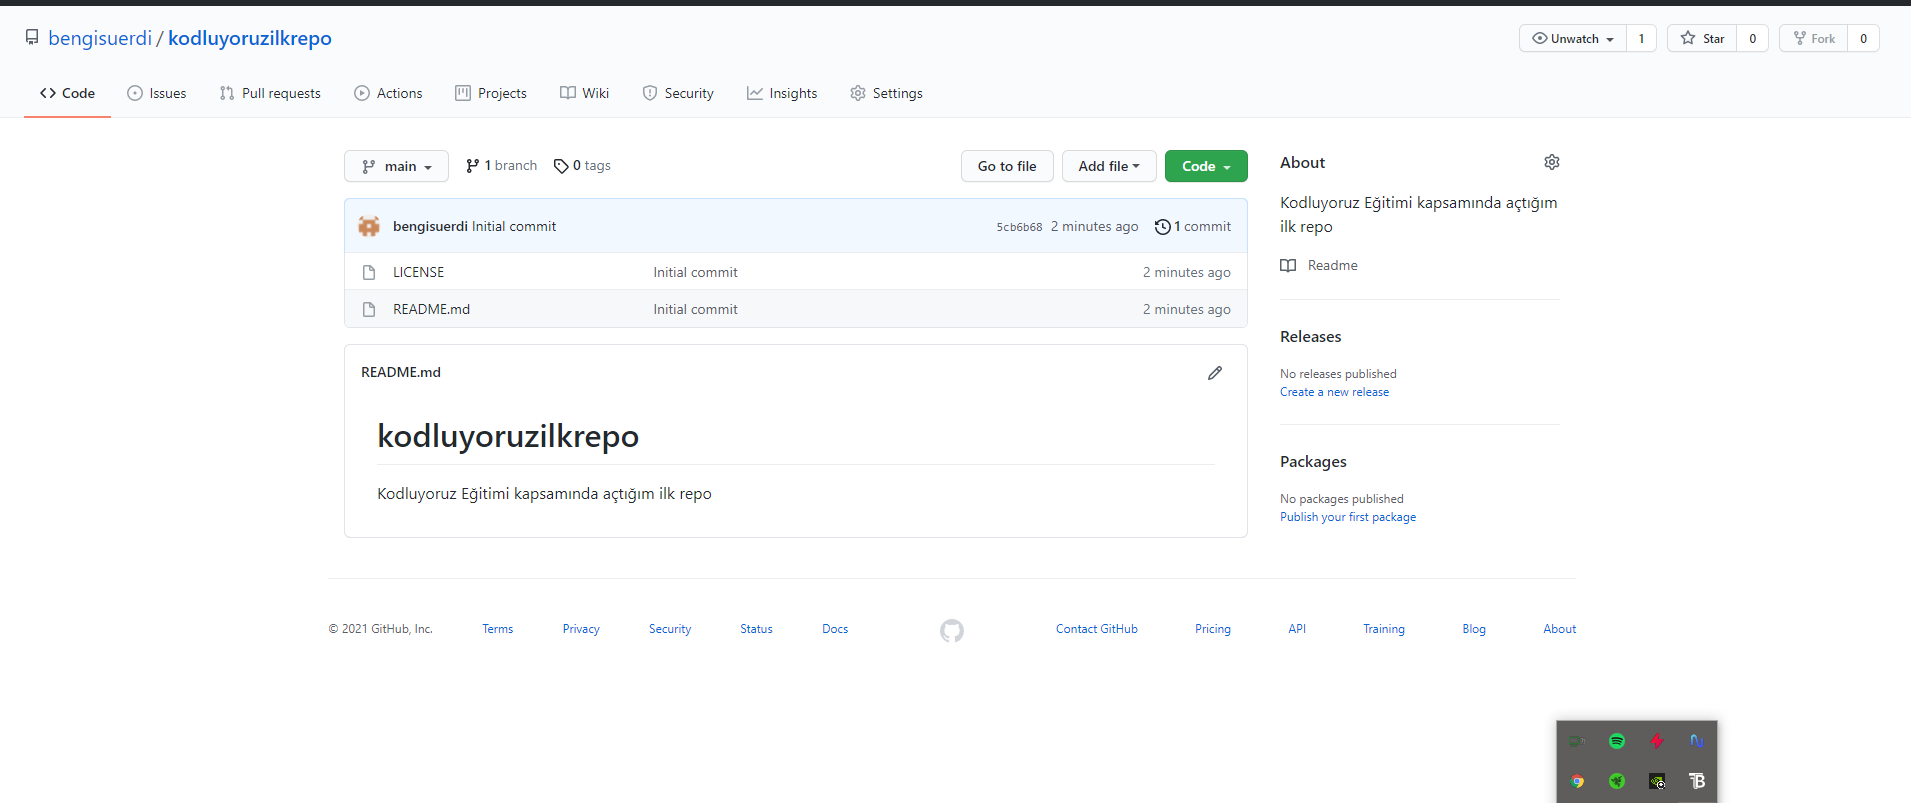 bengisuerdi / kodluyoruzilkrepo
Unwatch 1 Star 0 Fork 0
Code Issues Pull requests Actions Projects Wiki Security Insights Settings
main 1 branch 0 tags Go to file Add file Code
bengisuerdi Initial commit 5cb6b68 2 minutes ago 1 commit
LICENSE Initial commit 2 minutes ago
README.md Initial commit 2 minutes ago
README.md
kodluyoruzilkrepo
Kodluyoruz Eğitimi kapsamında açtığım ilk repo
About
Kodluyoruz Eğitimi kapsamında açtığım
ilk repo
Readme
Releases
No releases published
Create a new release
Packages
No packages published
Publish your first package
© 2021 GitHub, Inc. Terms Privacy Security Status Docs Contact GitHub Pricing API Training Blog About